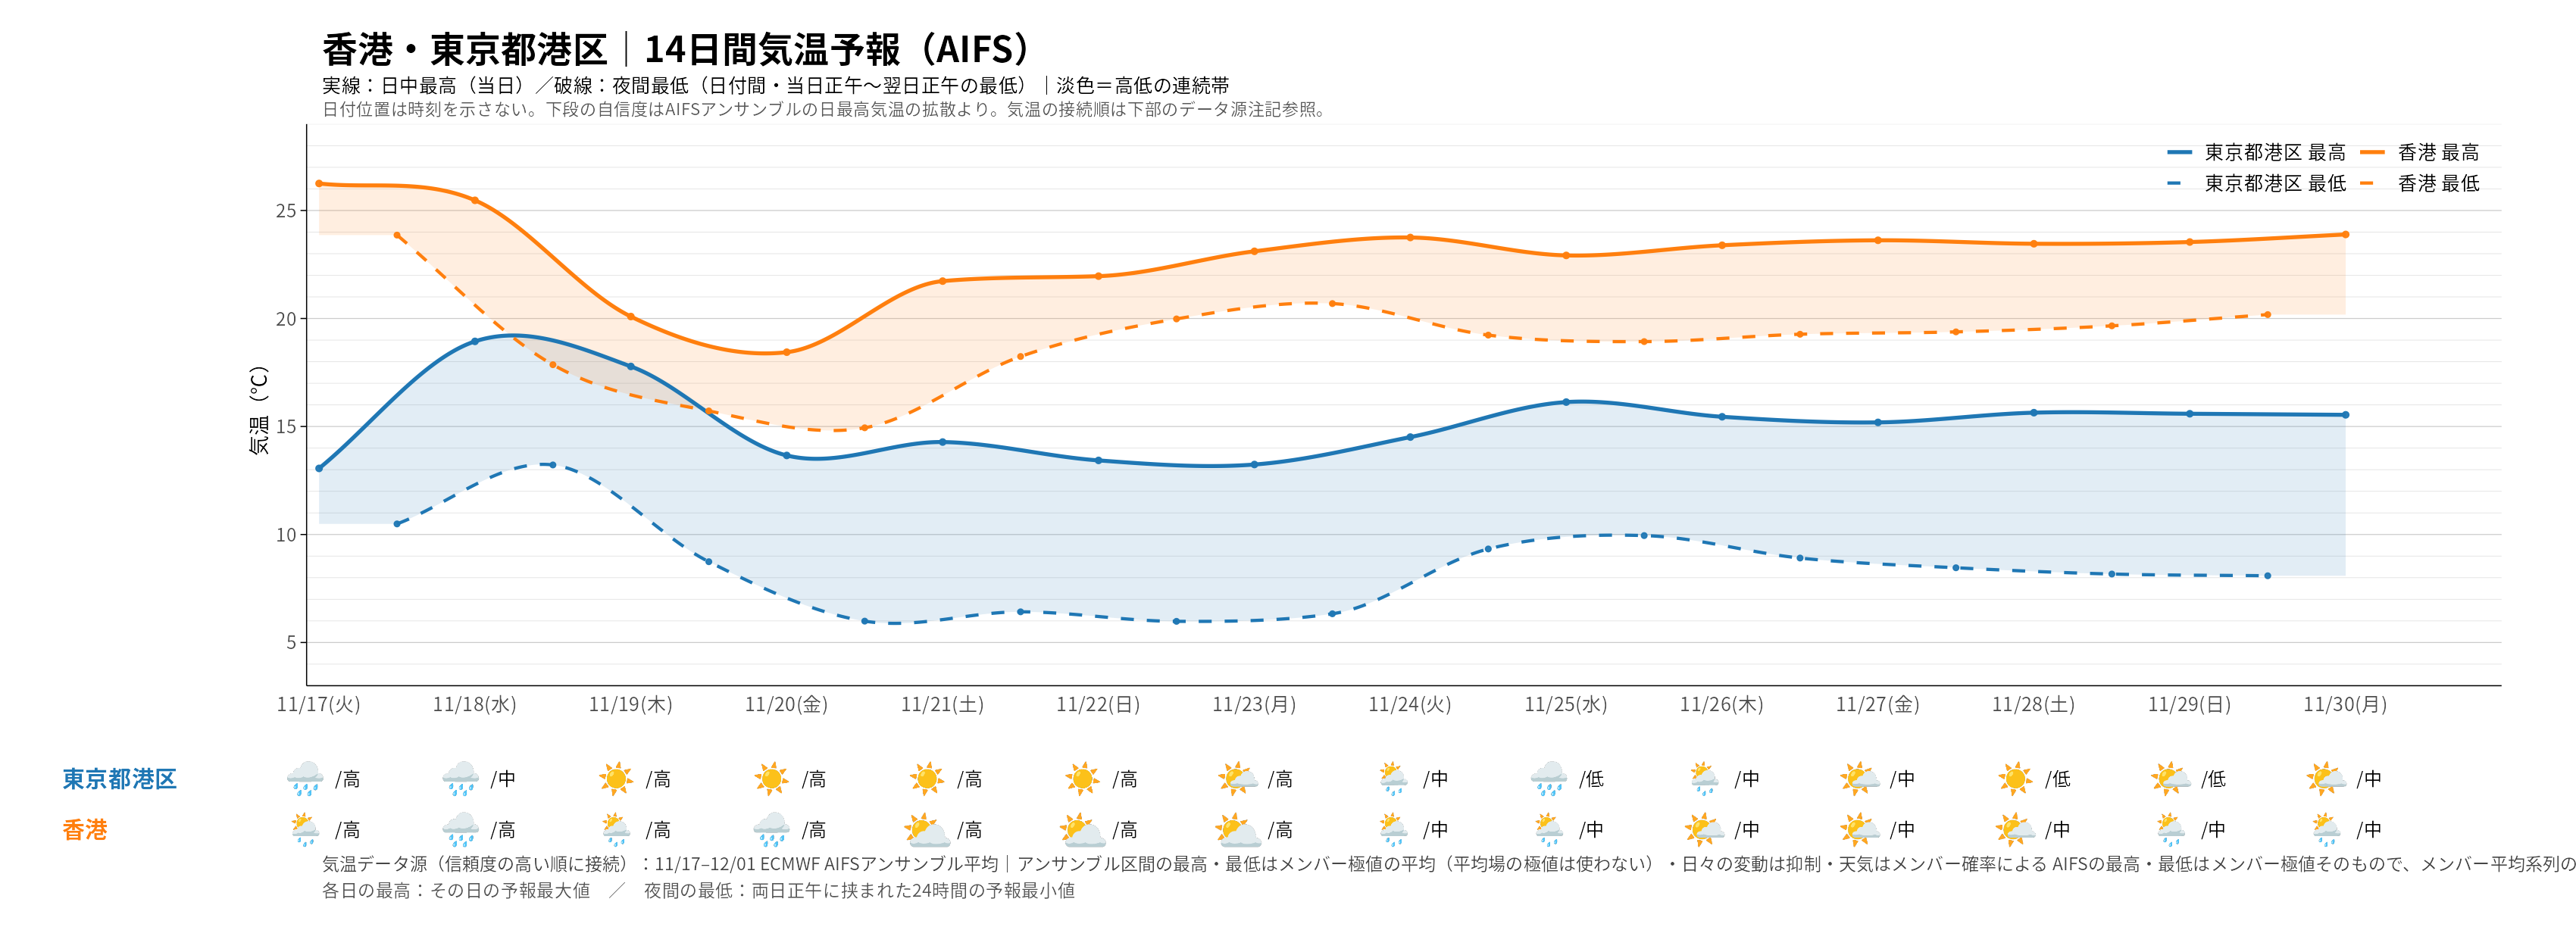 香港・東京都港区｜14日間気温予報（AIFS）
実線：日中最高（当日）／破線：夜間最低（日付間・当日正午～翌日正午の最低）｜淡色＝高低の連続帯
日付位置は時刻を示さない。下段の自信度はAIFSアンサンブルの日最高気温の拡散より。気温の接続順は下部のデータ源注記参照。
東京都港区 最高 香港 最高
東京都港区 最低 香港 最低
気温（℃）
25
20
15
10
5
11/17(火) 11/18(水) 11/19(木) 11/20(金) 11/21(土) 11/22(日) 11/23(月) 11/24(火) 11/25(水) 11/26(木) 11/27(金) 11/28(土) 11/29(日) 11/30(月)
東京都港区 /高 /中 /高 /高 /高 /高 /高 /中 /低 /中 /中 /低 /低 /中
香港 /高 /高 /高 /高 /高 /高 /高 /中 /中 /中 /中 /中 /中 /中
気温データ源（信頼度の高い順に接続）：11/17–12/01 ECMWF AIFSアンサンブル平均｜アンサンブル区間の最高・最低はメンバー極値の平均（平均場の極値は使わない）・日々の変動は抑制・天気はメンバー確率による AIFSの最高・最低はメンバー極値そのもので、メンバー平均系列の
各日の最高：その日の予報最大値　／　夜間の最低：両日正午に挟まれた24時間の予報最小値